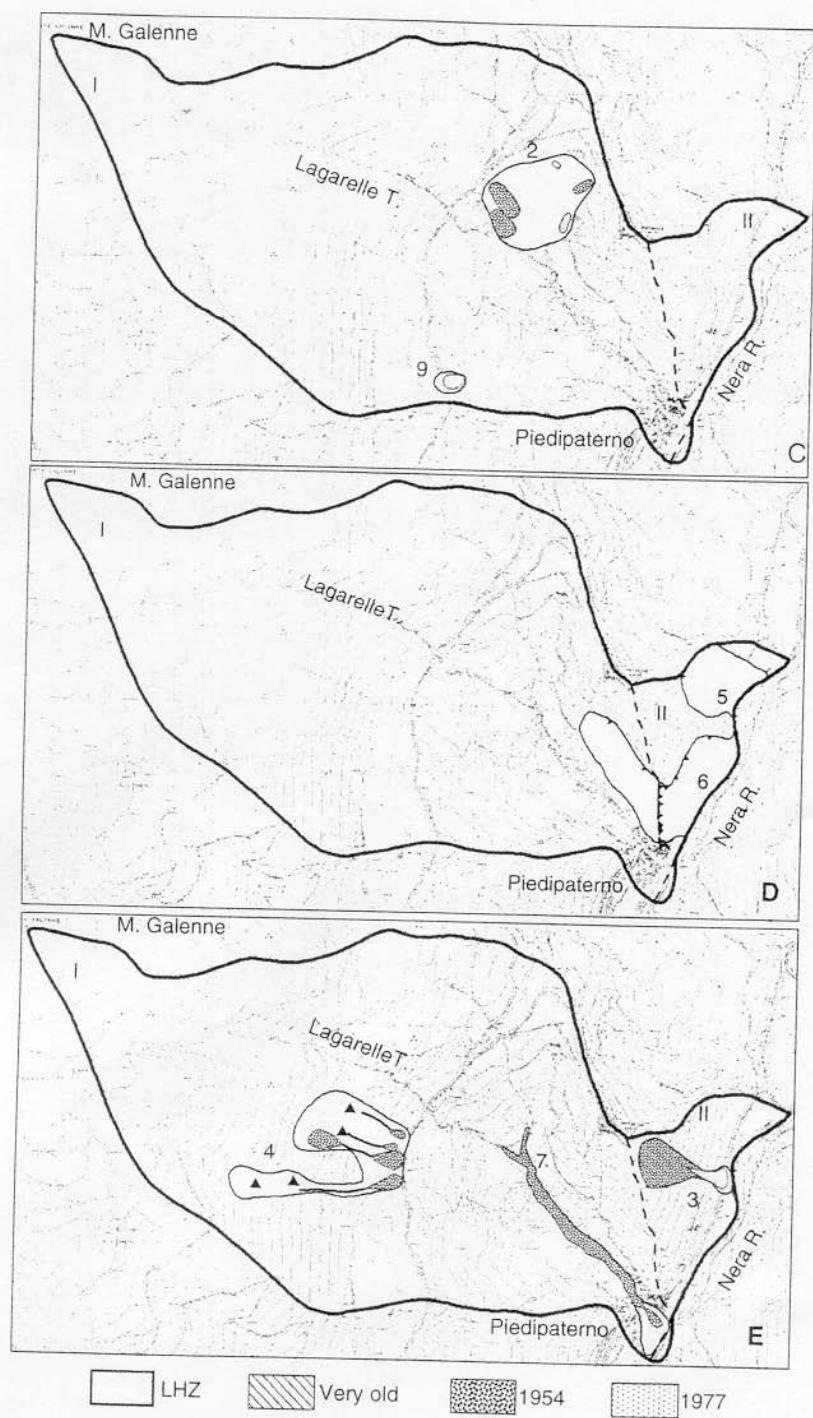 M. Galenne
I
2
Lagarelle T.
II
9
Nera R.
Piedipaterno
C
M. Galenne
I
Lagarelle T.
5
II
6
Nera R.
Piedipaterno
D
M. Galenne
I
Lagarelle T
II
4
7
3
Nera R.
Piedipaterno
E
LHZ Very old 1954 1977